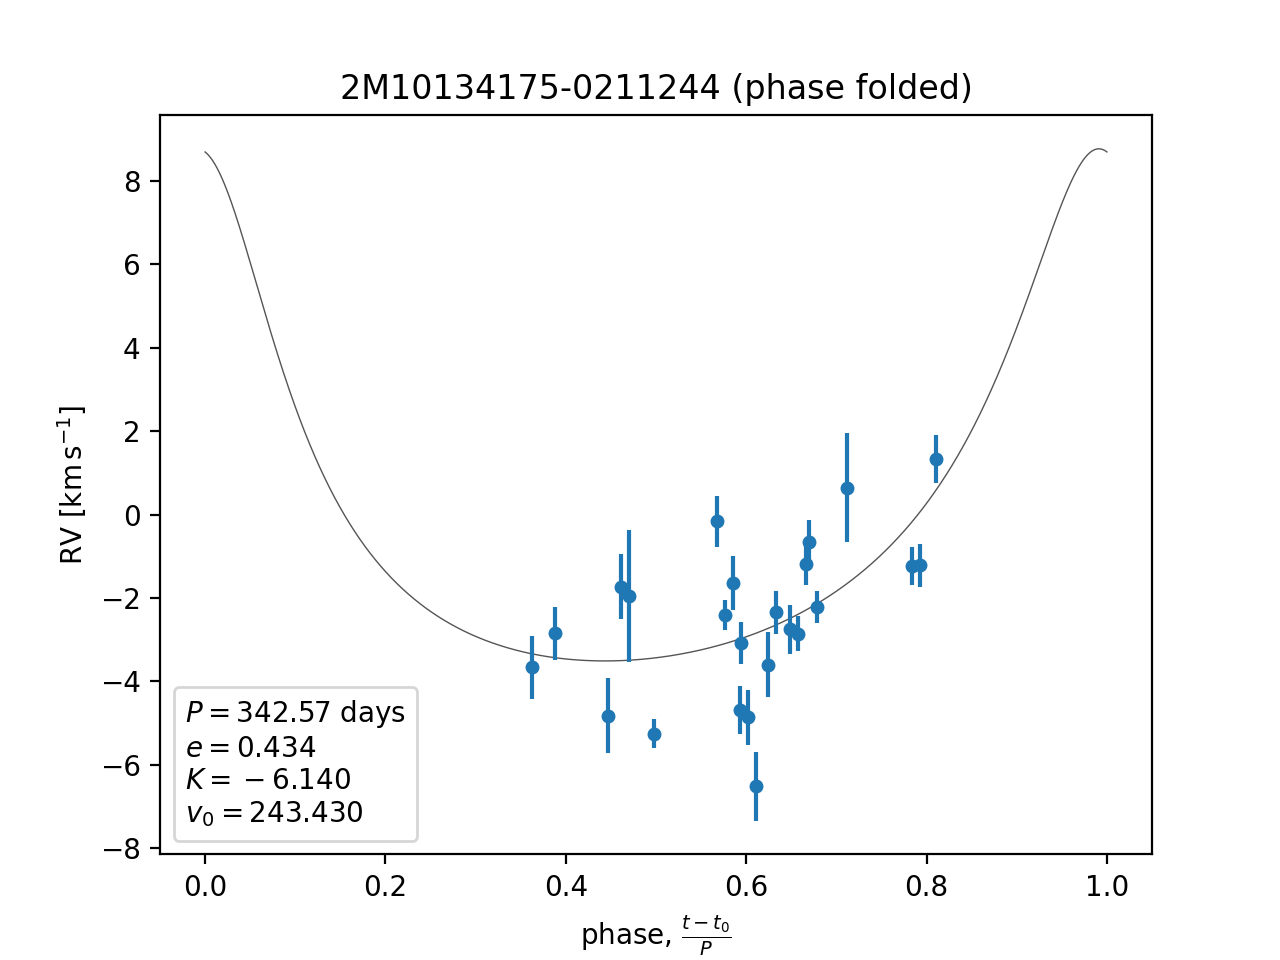 2M10134175-0211244 (phase folded)
RV [km s⁻¹]
8
6
4
2
0
−2
−4
−6
−8
P = 342.57 days
e = 0.434
K = −6.140
v₀ = 243.430
0.0 0.2 0.4 0.6 0.8 1.0
phase, (t − t₀)/P